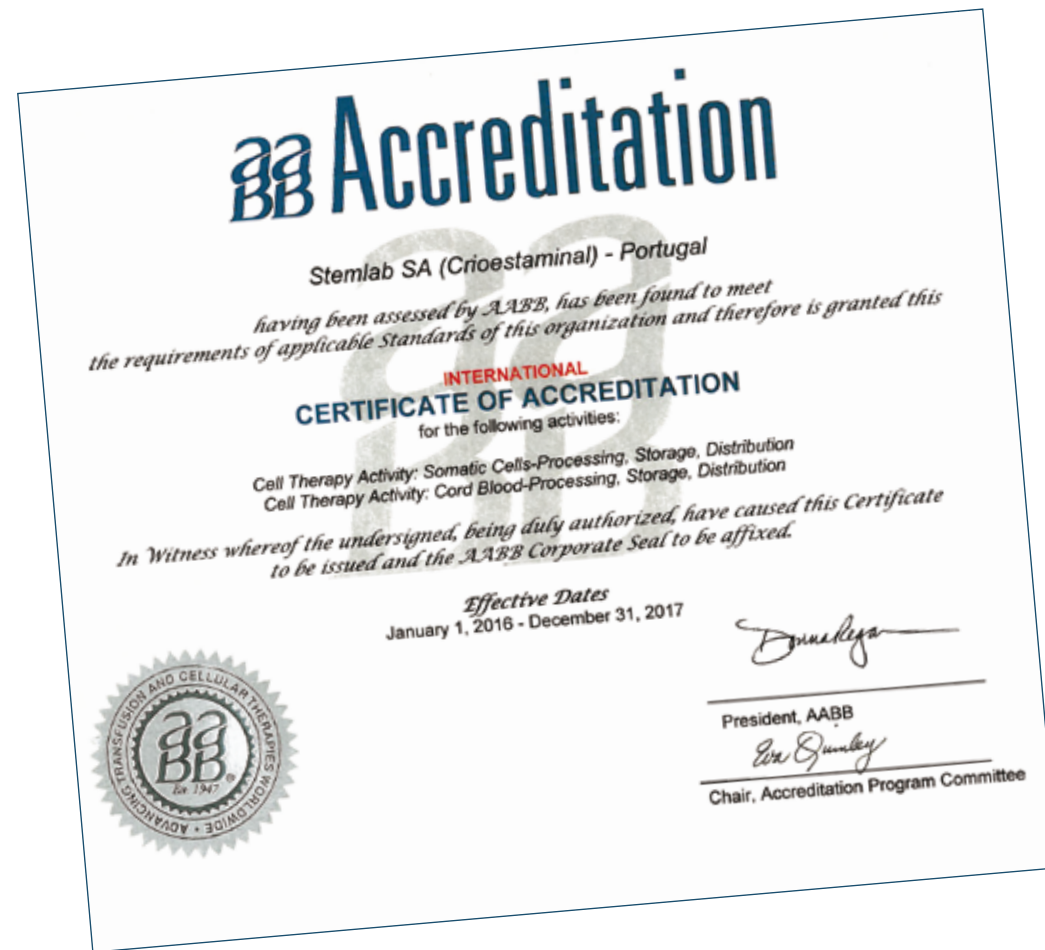 aaBB Accreditation
Stemlab SA (Crioestaminal) - Portugal
having been assessed by AABB, has been found to meet
the requirements of applicable Standards of this organization and therefore is granted this
INTERNATIONAL
CERTIFICATE OF ACCREDITATION
for the following activities:
Cell Therapy Activity: Somatic Cells-Processing, Storage, Distribution
Cell Therapy Activity: Cord Blood-Processing, Storage, Distribution
In Witness whereof the undersigned, being duly authorized, have caused this Certificate
to be issued and the AABB Corporate Seal to be affixed.
Effective Dates
January 1, 2016 - December 31, 2017
ADVANCING TRANSFUSION AND CELLULAR THERAPIES WORLDWIDE •
aaBB®
Est 1947
President, AABB
Chair, Accreditation Program Committee